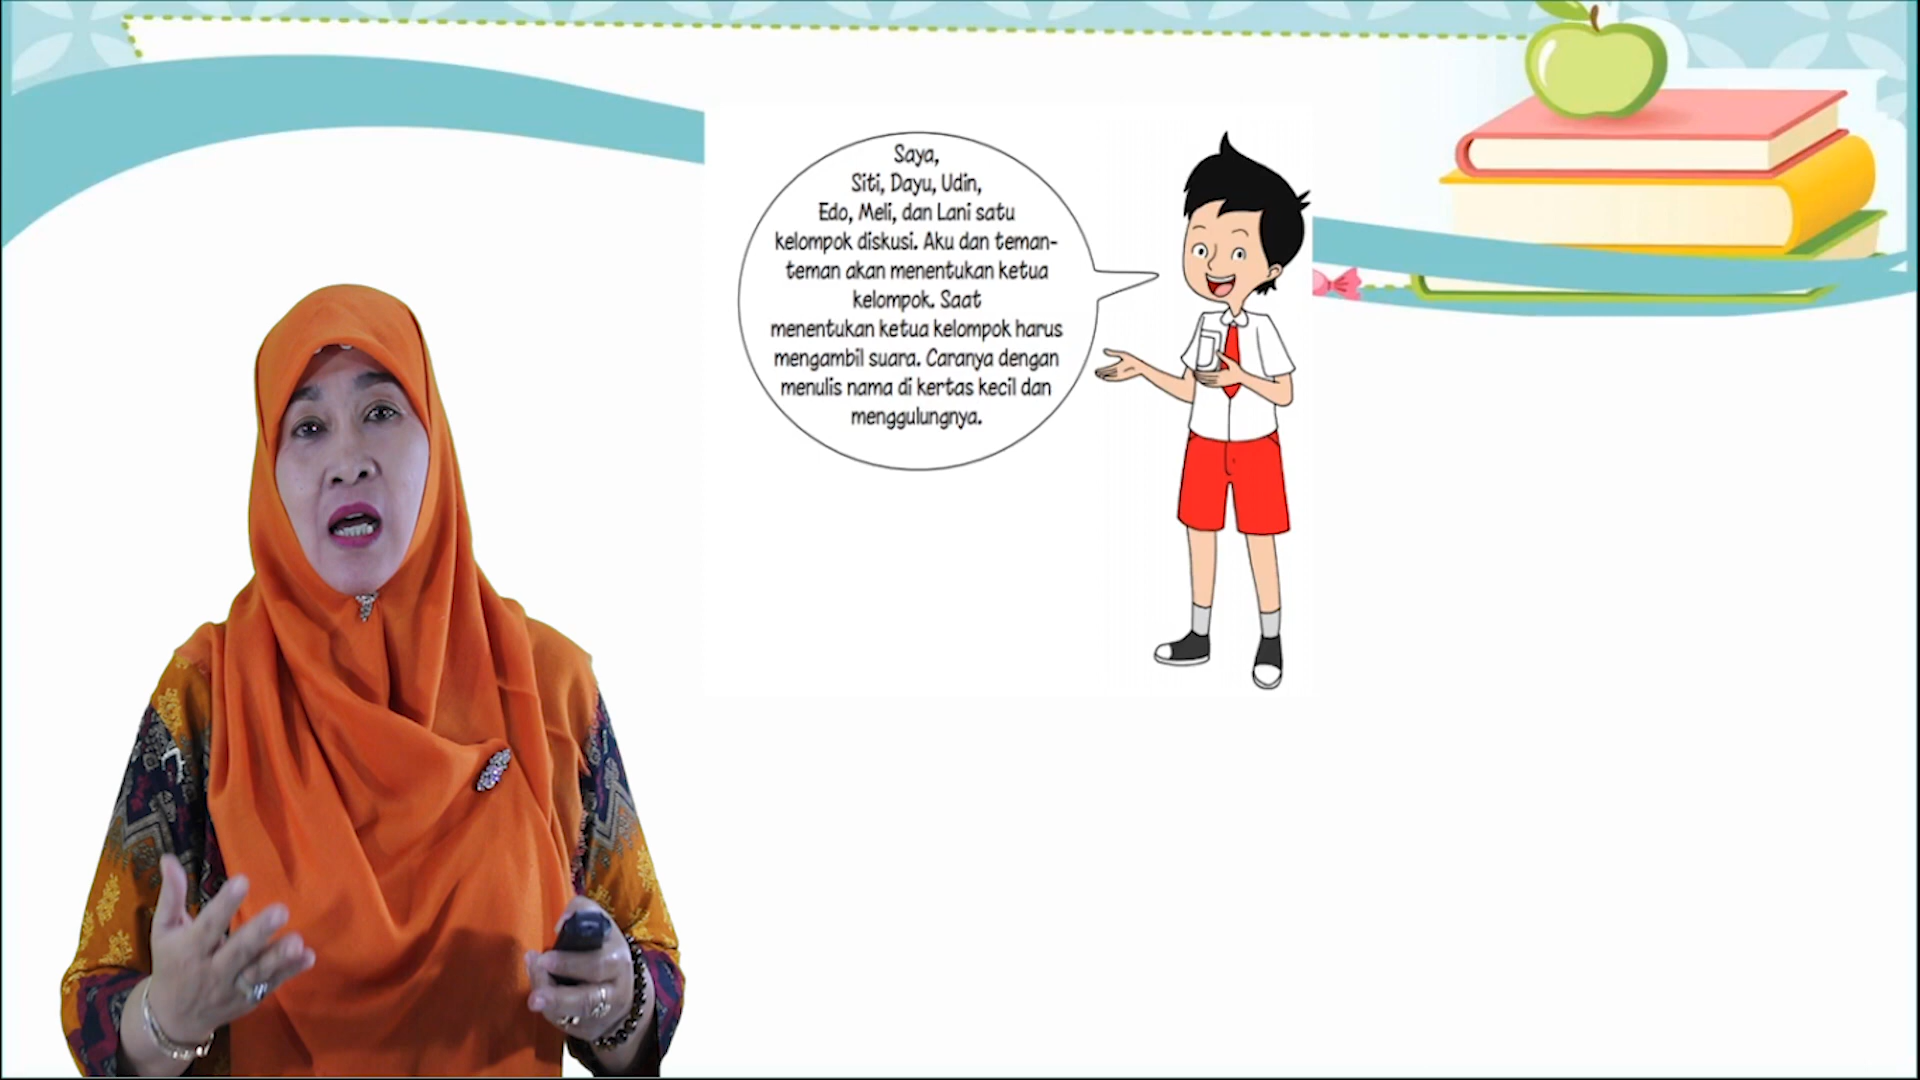 Saya,
Siti, Dayu, Udin,
Edo, Meli, dan Lani satu
kelompok diskusi. Aku dan teman-
teman akan menentukan ketua
kelompok. Saat
menentukan ketua kelompok harus
mengambil suara. Caranya dengan
menulis nama di kertas kecil dan
menggulungnya.